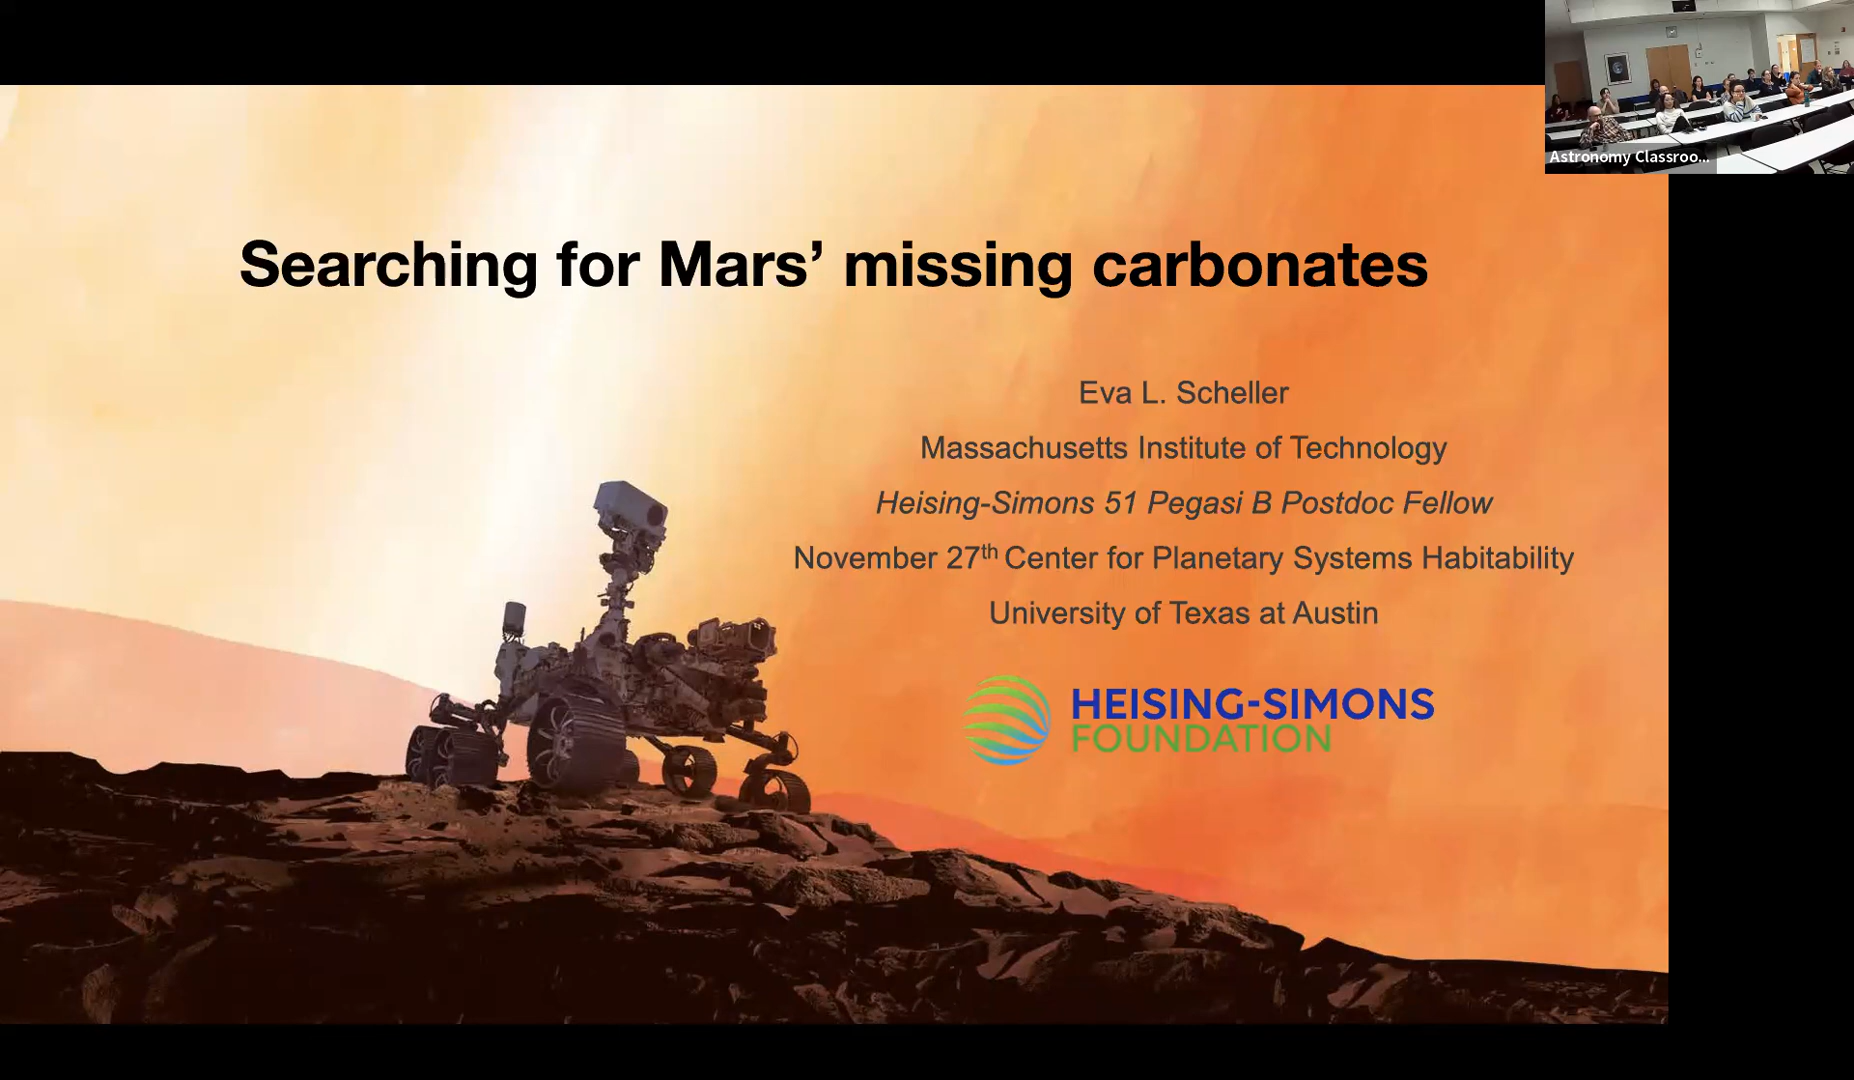 Astronomy Classroo...
Searching for Mars’ missing carbonates
Eva L. Scheller
Massachusetts Institute of Technology
Heising-Simons 51 Pegasi B Postdoc Fellow
November 27th Center for Planetary Systems Habitability
University of Texas at Austin
HEISING-SIMONS
FOUNDATION